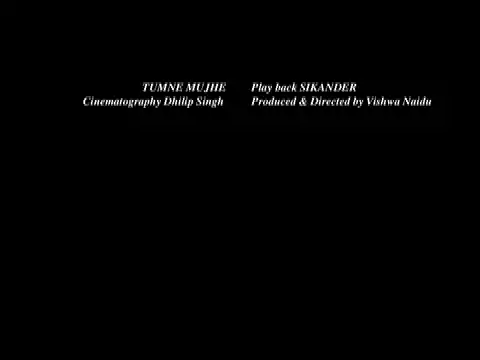 TUMNE MUJHE Play back SIKANDER
Cinematography Dhilip Singh Produced & Directed by Vishwa Naidu